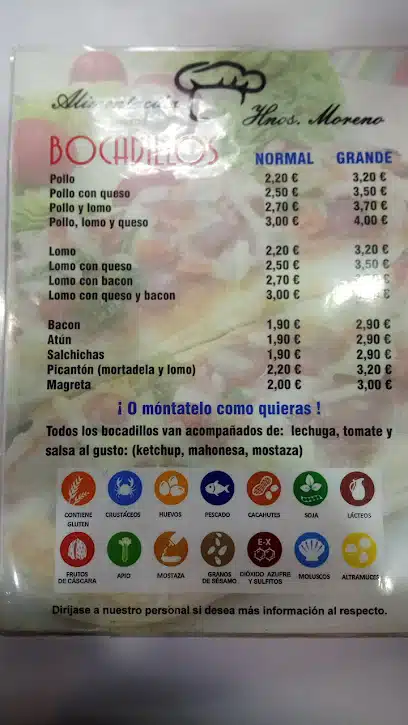 Alimentación
Hnos. Moreno
BOCADILLOS NORMAL GRANDE
Pollo 2,20 € 3,20 €
Pollo con queso 2,50 € 3,50 €
Pollo y lomo 2,70 € 3,70 €
Pollo, lomo y queso 3,00 € 4,00 €
Lomo 2,20 € 3,20 €
Lomo con queso 2,50 € 3,50 €
Lomo con bacon 2,70 € €
Lomo con queso y bacon 3,00 € €
Bacon 1,90 € 2,90 €
Atún 1,90 € 2,90 €
Salchichas 1,90 € 2,90 €
Picantón (mortadela y lomo) 2,20 € 3,20 €
Magreta 2,00 € 3,00 €
¡ O móntatelo como quieras !
Todos los bocadillos van acompañados de: lechuga, tomate y
salsa al gusto: (ketchup, mahonesa, mostaza)
CONTIENE GLUTEN
CRUSTÁCEOS
HUEVOS
PESCADO
CACAHUTES
SOJA
LÁCTEOS
FRUTOS DE CÁSCARA
APIO
MOSTAZA
GRANOS DE SÉSAMO
E-X
DIÓXIDO AZUFRE Y SULFITOS
MOLUSCOS
ALTRAMUCES
Dirijase a nuestro personal si desea más información al respecto.